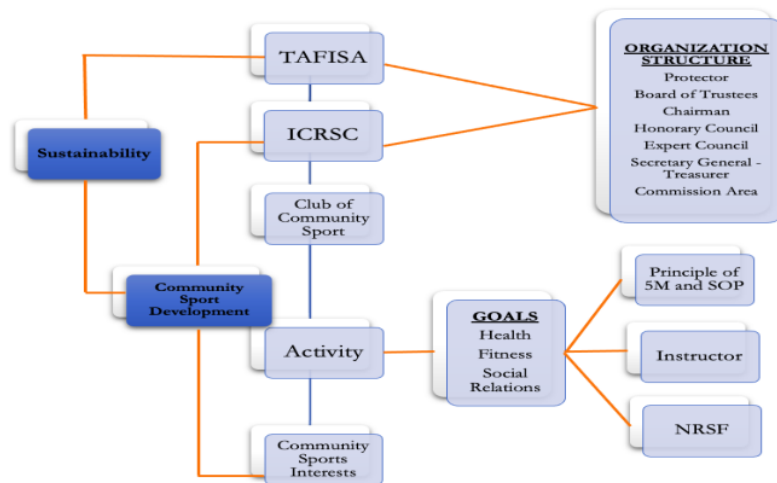 TAFISA
ORGANIZATION
STRUCTURE
Protector
Board of Trustees
Chairman
Honorary Council
Expert Council
Secretary General -
Treasurer
Commission Area
ICRSC
Sustainability
Club of
Community
Sport
Community
Sport
Development
Principle of
5M and SOP
GOALS
Health
Fitness
Social
Relations
Activity
Instructor
NRSF
Community
Sports
Interests